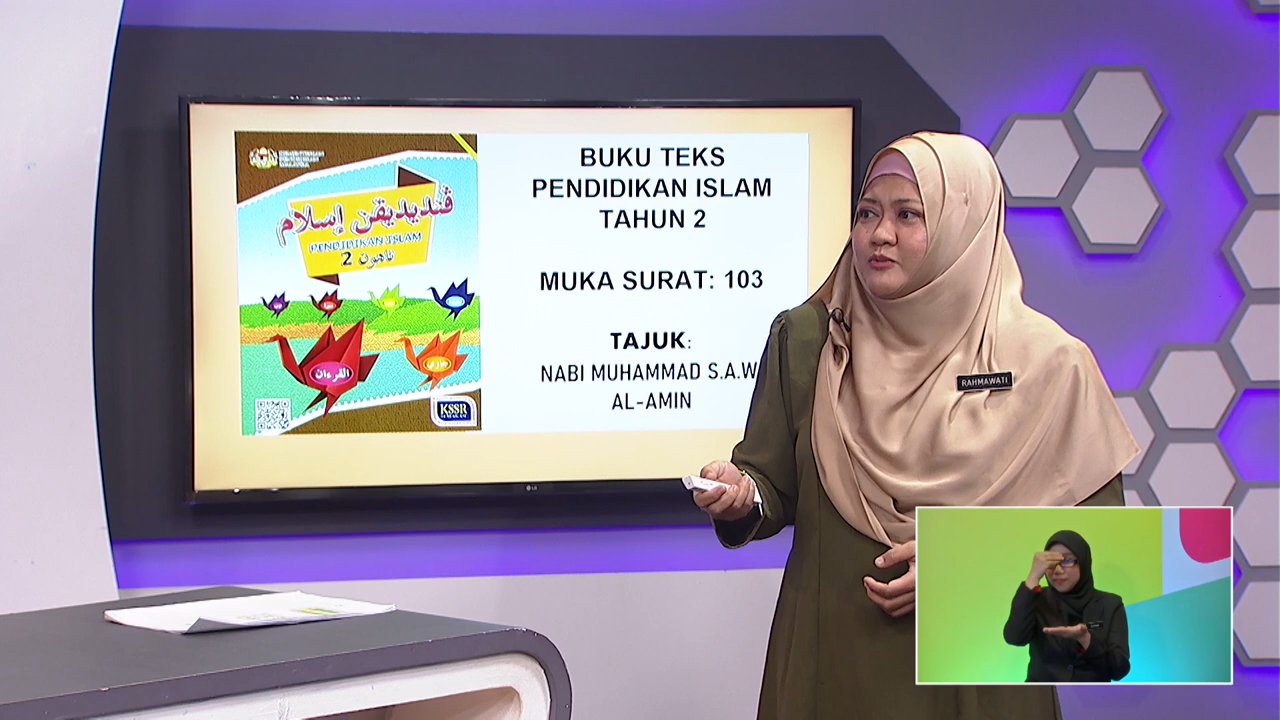 ڤنديديقن إسلام
PENDIDIKAN ISLAM
تاهون 2
القرءان
KSSR
BUKU TEKS
PENDIDIKAN ISLAM
TAHUN 2
MUKA SURAT: 103
TAJUK:
NABI MUHAMMAD S.A.W
AL-AMIN
RAHMAWATI
LG